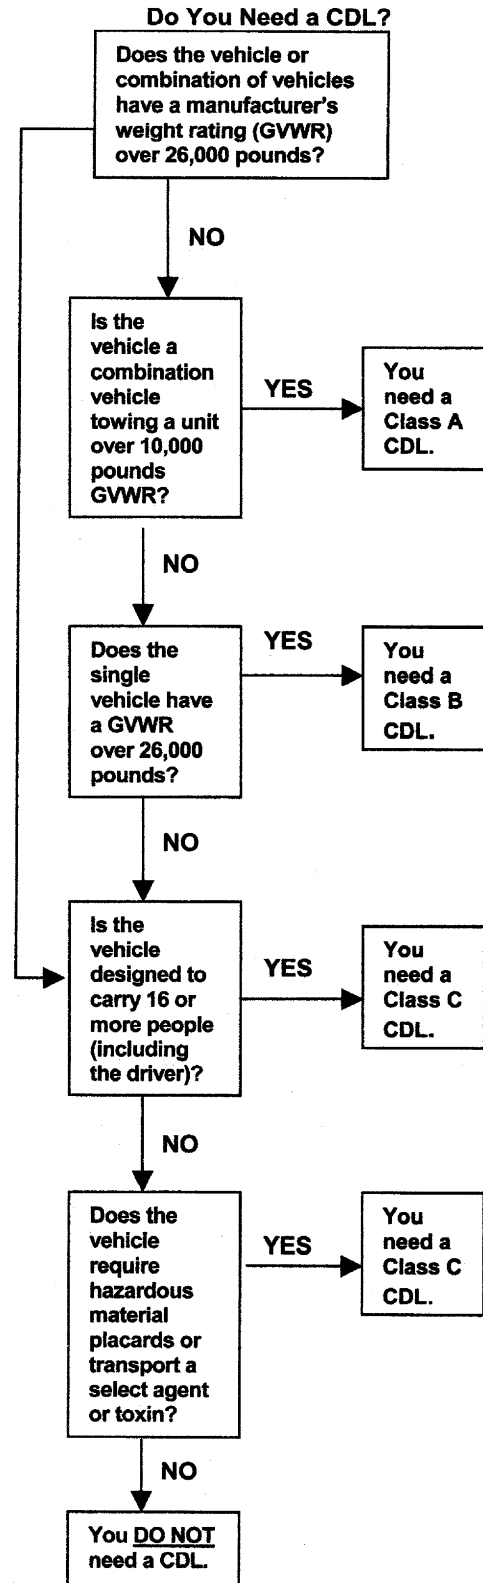 Do You Need a CDL?
Does the vehicle or
combination of vehicles
have a manufacturer's
weight rating (GVWR)
over 26,000 pounds?
NO
Is the
vehicle a
combination
vehicle
towing a unit
over 10,000
pounds
GVWR?
YES
You
need a
Class A
CDL.
NO
Does the
single
vehicle have
a GVWR
over 26,000
pounds?
YES
You
need a
Class B
CDL.
NO
Is the
vehicle
designed to
carry 16 or
more people
(including
the driver)?
YES
You
need a
Class C
CDL.
NO
Does the
vehicle
require
hazardous
material
placards or
transport a
select agent
or toxin?
YES
You
need a
Class C
CDL.
NO
You DO NOT
need a CDL.